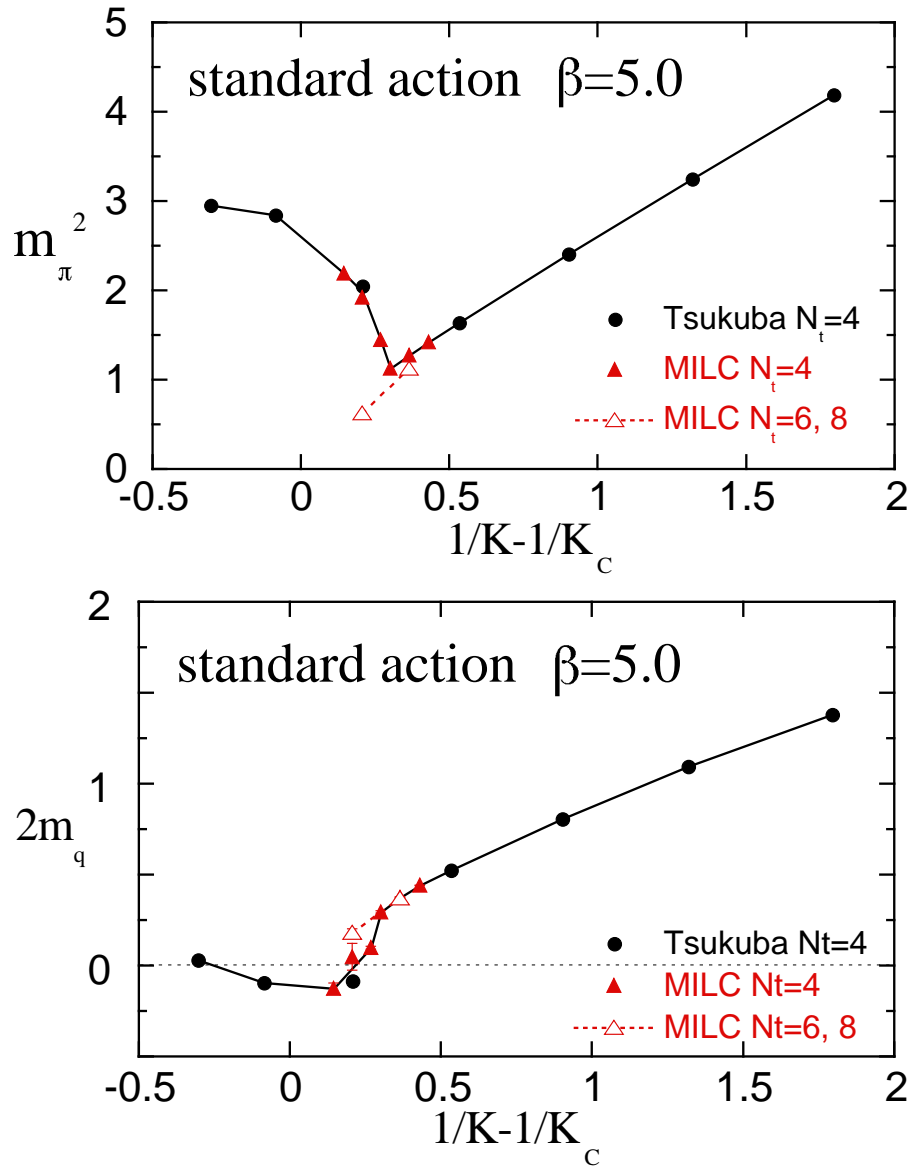 5
standard action β=5.0
4
3
m_π^2
2
Tsukuba N_t=4
1
MILC N_t=4
MILC N_t=6, 8
0
-0.5 0 0.5 1 1.5 2
1/K-1/K_C
2
standard action β=5.0
1
2m_q
Tsukuba Nt=4
0
MILC Nt=4
MILC Nt=6, 8
-0.5 0 0.5 1 1.5 2
1/K-1/K_C